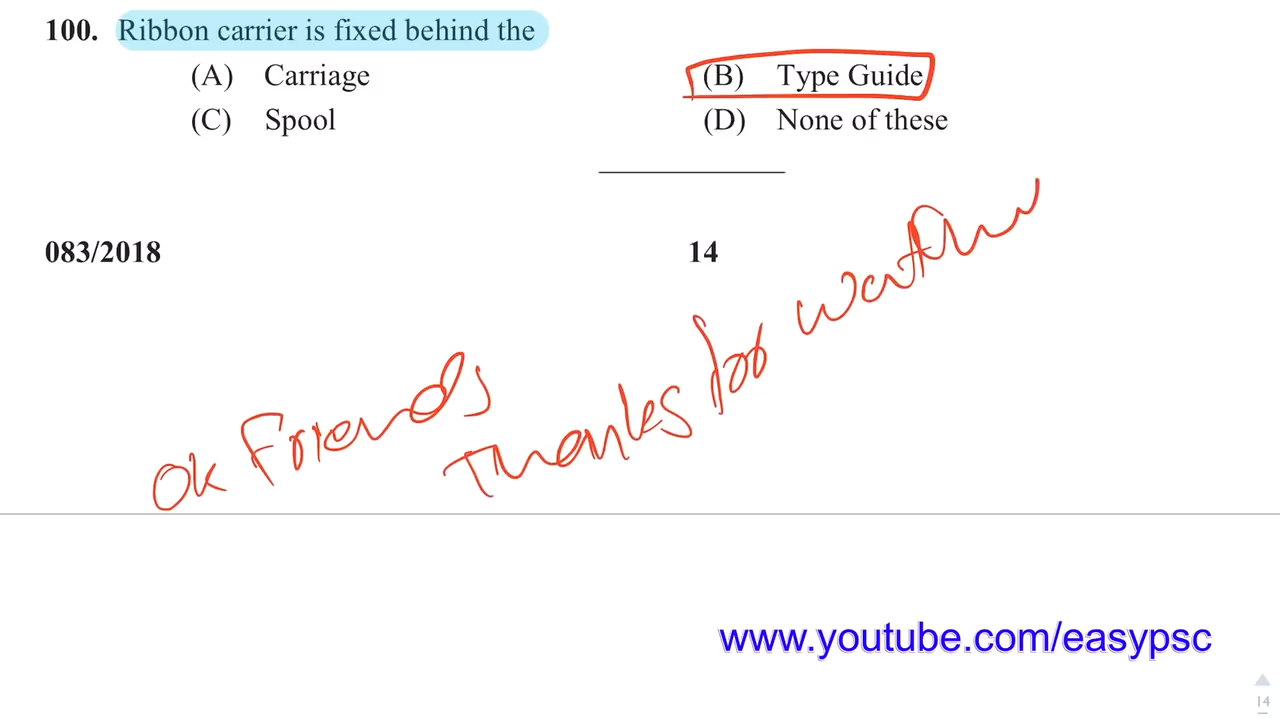 100. Ribbon carrier is fixed behind the
(A) Carriage (B) Type Guide
(C) Spool (D) None of these
083/2018 14
Ok Friends
Thanks for
www.youtube.com/easypsc
14